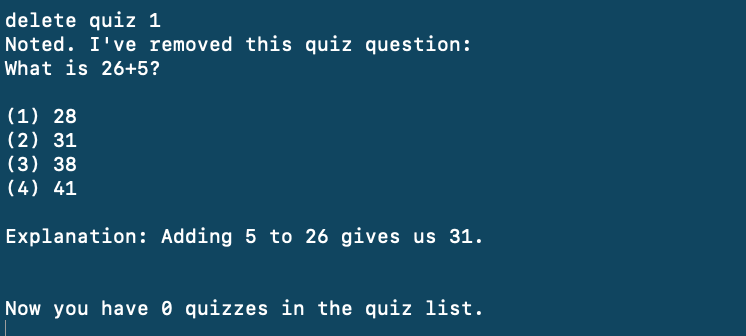 delete quiz 1
Noted. I've removed this quiz question:
What is 26+5?
(1) 28
(2) 31
(3) 38
(4) 41
Explanation: Adding 5 to 26 gives us 31.
Now you have 0 quizzes in the quiz list.